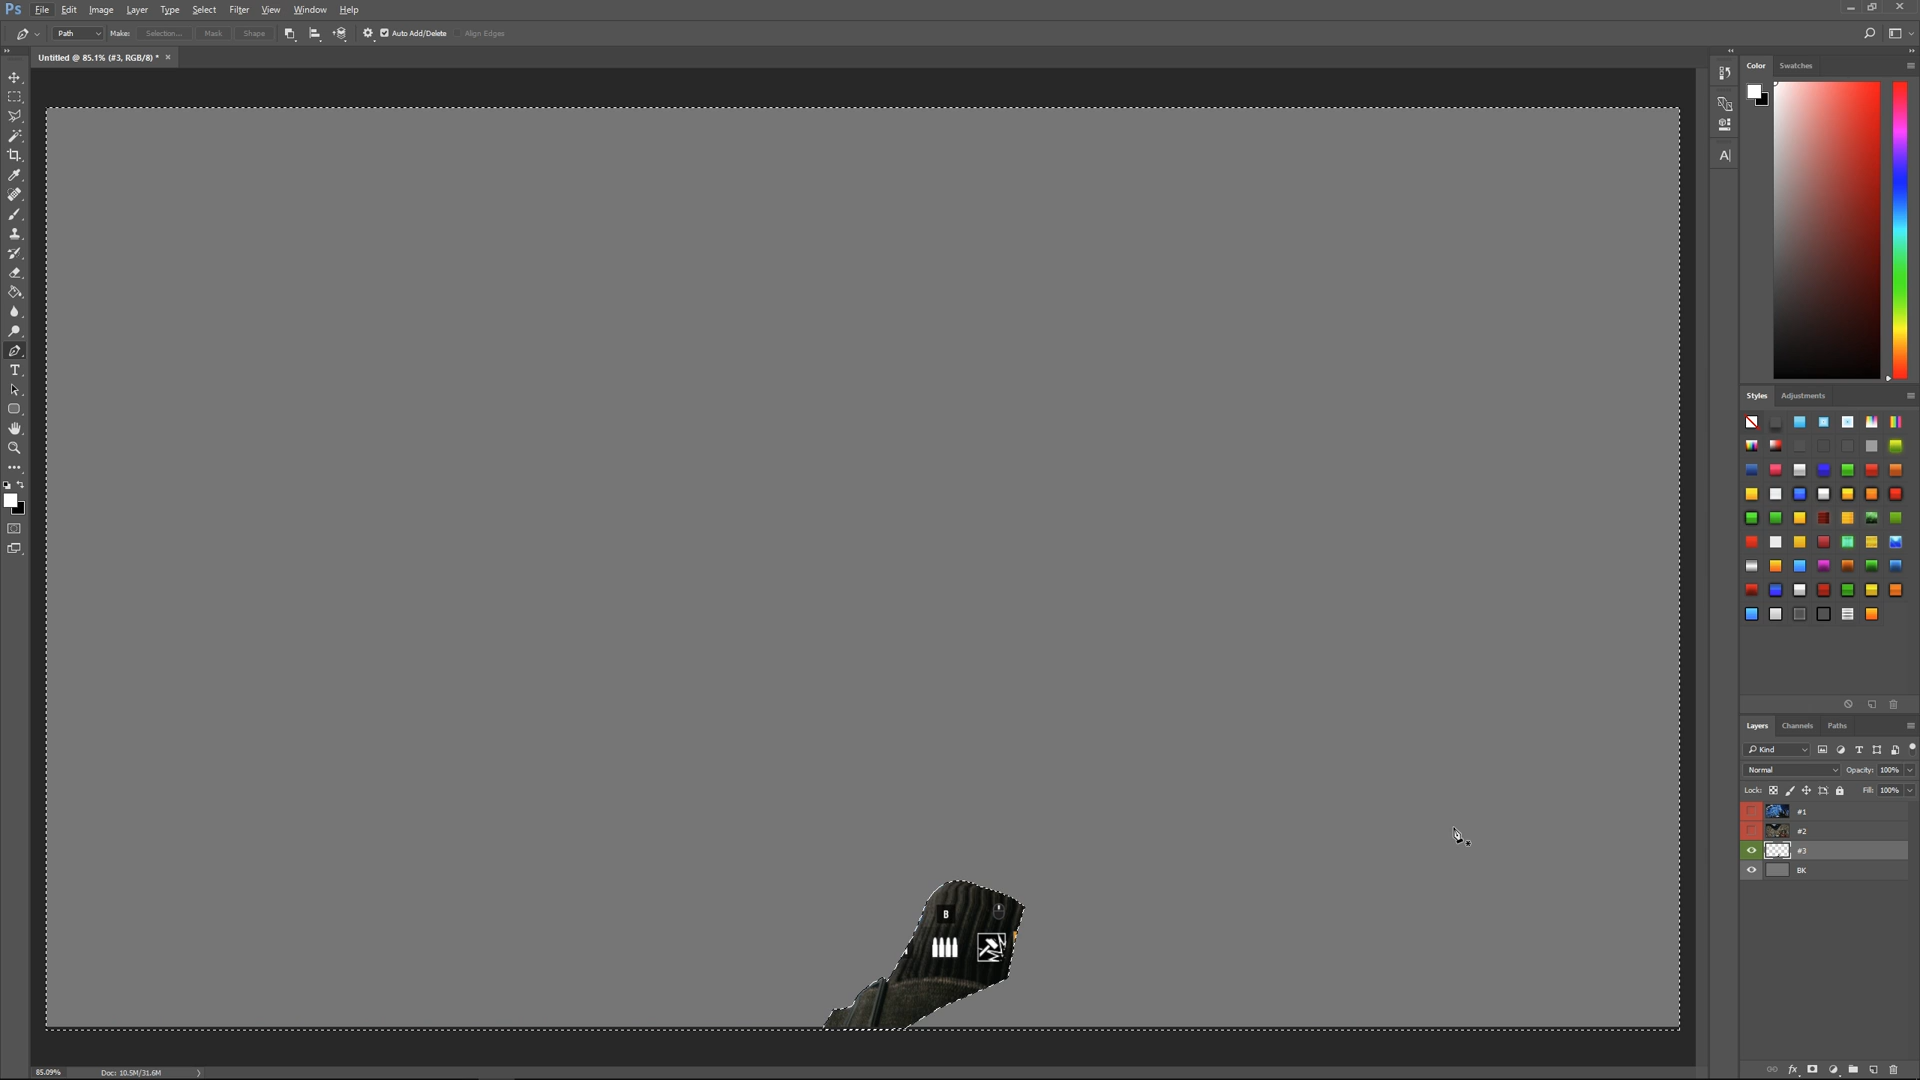 Ps File Edit Image Layer Type Select Filter View Window Help
Path Make: Selection... Mask Shape Auto Add/Delete Align Edges
Untitled @ 85.1% (#3, RGB/8) * ×
Color Swatches
A|
Styles Adjustments
T
Layers Channels Paths
Kind T
Normal Opacity: 100%
Lock: Fill: 100%
#1
#2
#3
BK
B
85.09% Doc: 10.5M/31.6M
fx